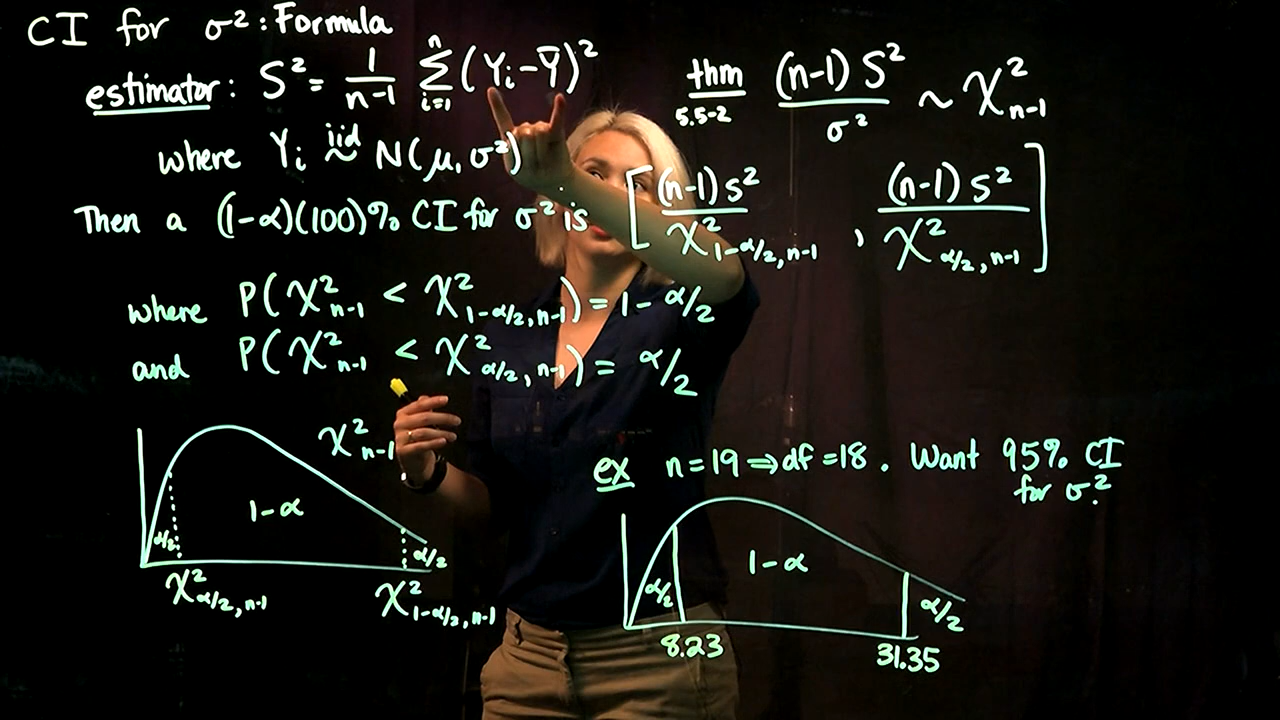 CI for σ²: Formula
estimator: S² = 1/(n-1) Σ_{i=1}^{n} (Y_i - Ȳ)²
thm 5.5-2 (n-1)S²/σ² ~ χ²_{n-1}
where Y_i iid~ N(μ, σ²)
Then a (1-α)(100)% CI for σ² is [ (n-1)s²/χ²_{1-α/2, n-1} , (n-1)s²/χ²_{α/2, n-1} ]
where P(χ²_{n-1} < χ²_{1-α/2, n-1}) = 1 - α/2
and P(χ²_{n-1} < χ²_{α/2, n-1}) = α/2
χ²_{n-1}
1-α
α/2
α/2
χ²_{α/2, n-1}
χ²_{1-α/2, n-1}
ex n=19 ⇒ df=18. Want 95% CI
for σ².
1-α
α/2
α/2
8.23
31.35